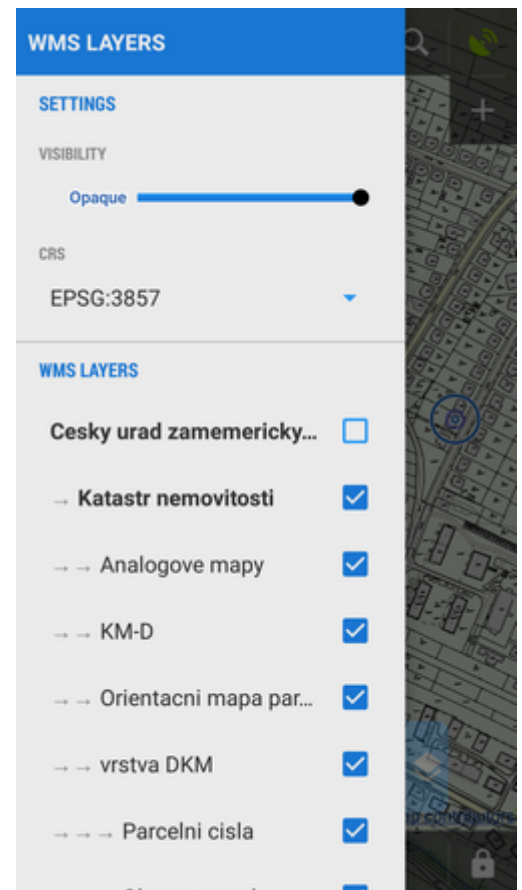 WMS LAYERS
SETTINGS
VISIBILITY
Opaque
CRS
EPSG:3857
WMS LAYERS
Cesky urad zamemericky...
→ Katastr nemovitosti
→ → Analogove mapy
→ → KM-D
→ → Orientacni mapa par...
→ → vrstva DKM
→ → → Parcelni cisla